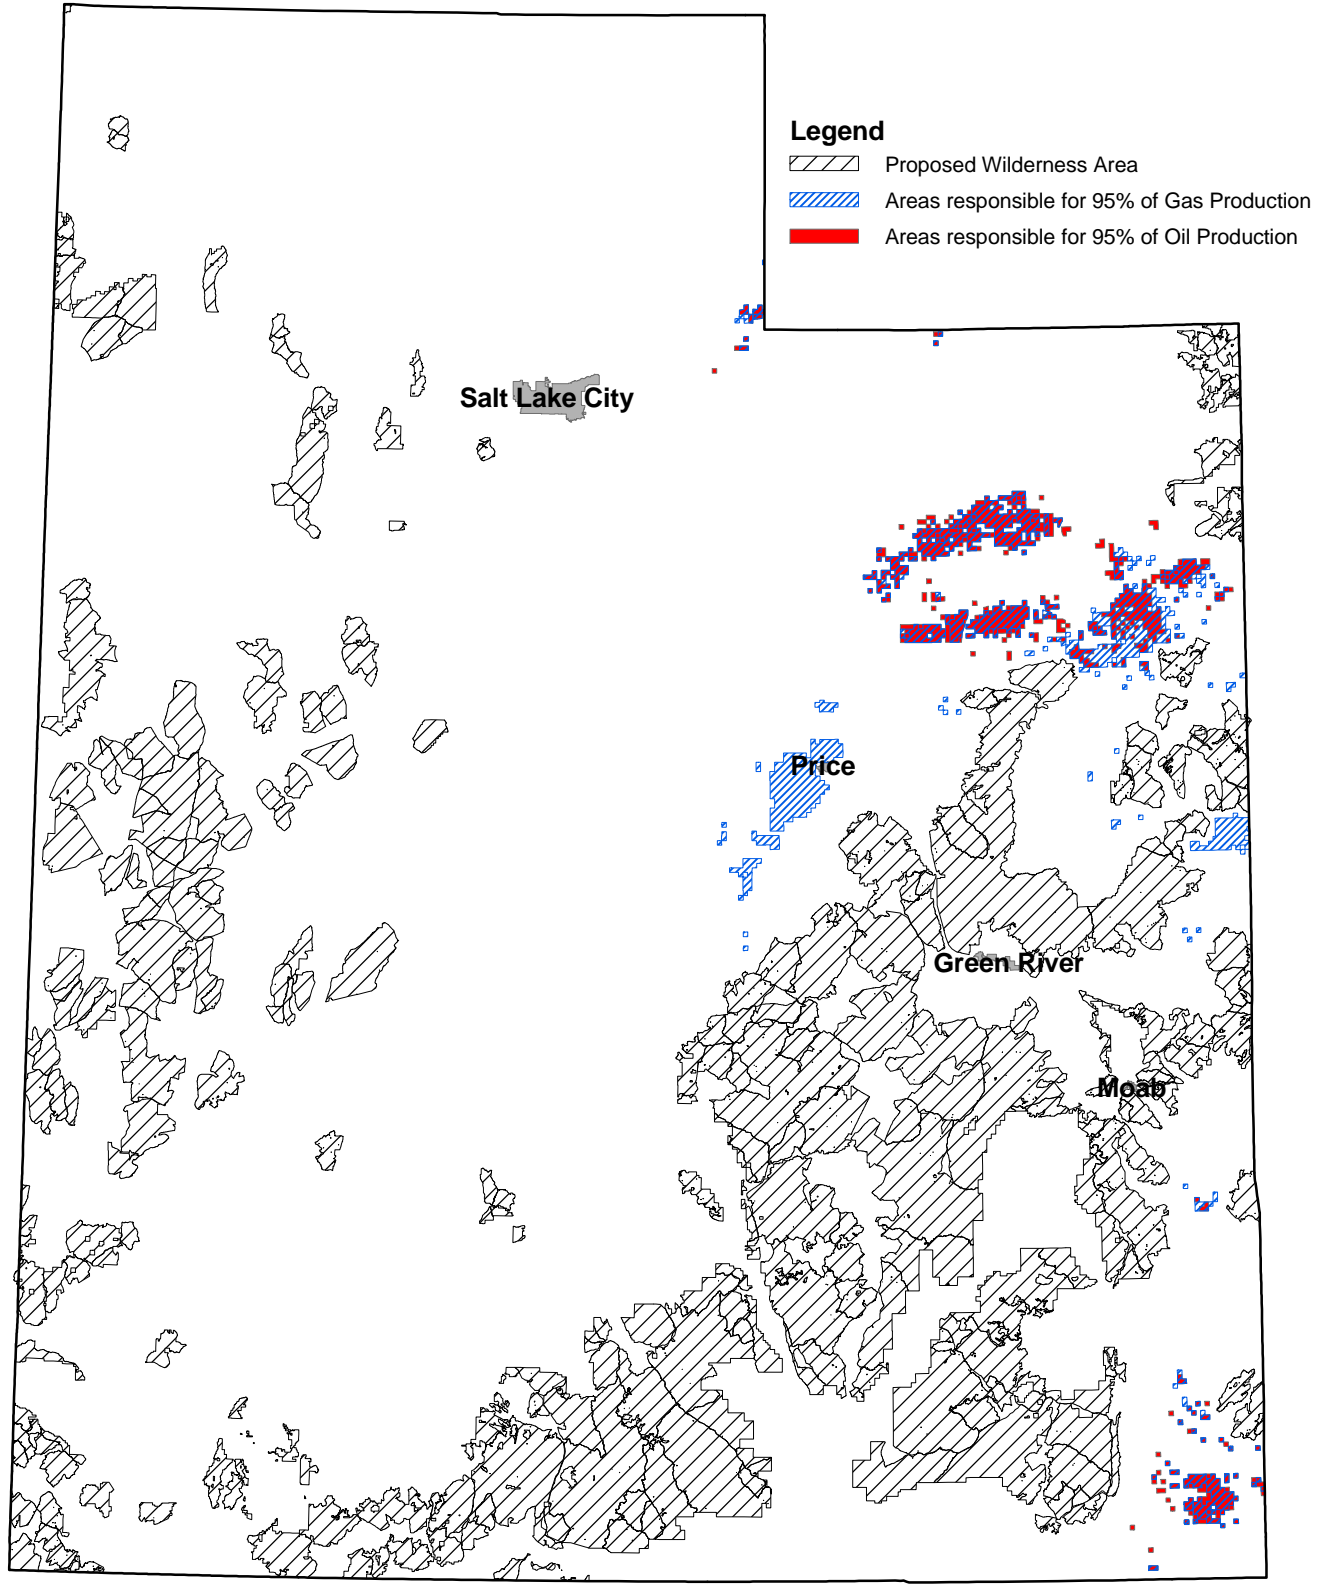 Legend
Proposed Wilderness Area
Areas responsible for 95% of Gas Production
Areas responsible for 95% of Oil Production
Salt Lake City
Price
Green River
Moab